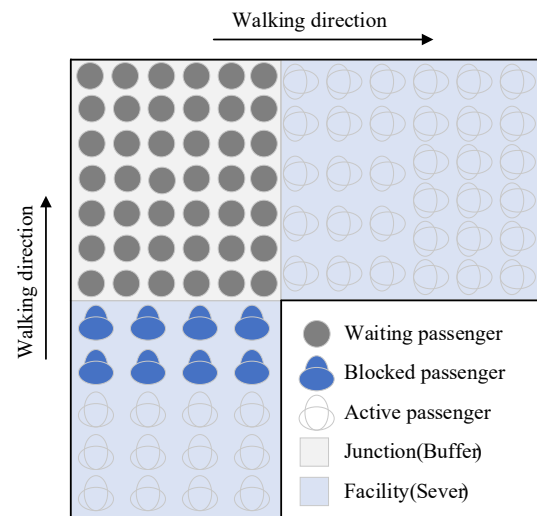 Walking direction
Walking direction
Waiting passenger
Blocked passenger
Active passenger
Junction(Buffer)
Facility(Sever)